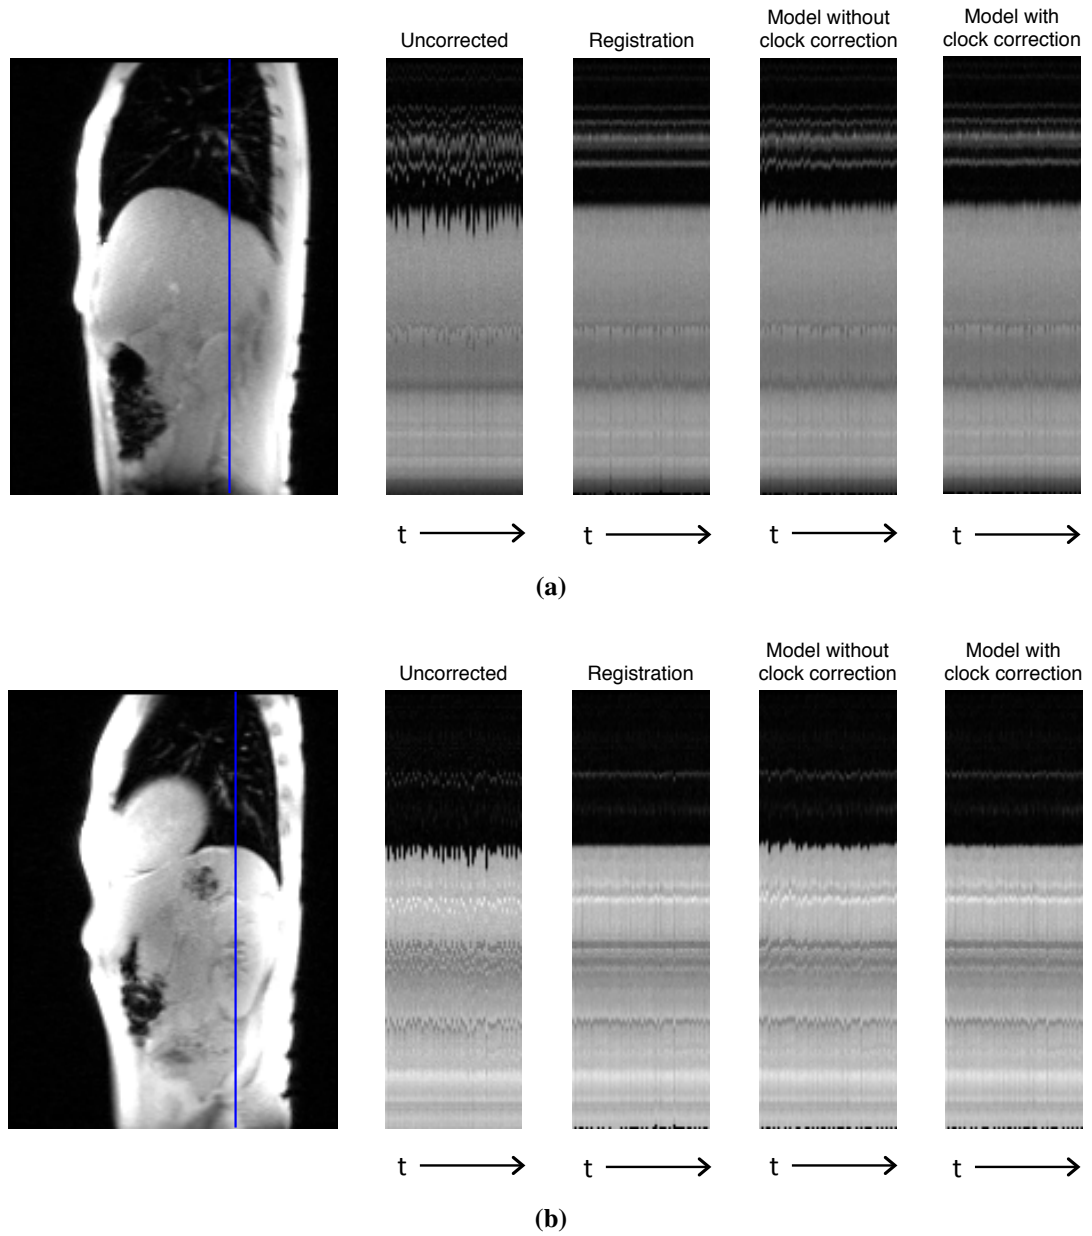 Uncorrected
Registration
Model without
clock correction
Model with
clock correction
t
t
t
t
(a)
Uncorrected
Registration
Model without
clock correction
Model with
clock correction
t
t
t
t
(b)